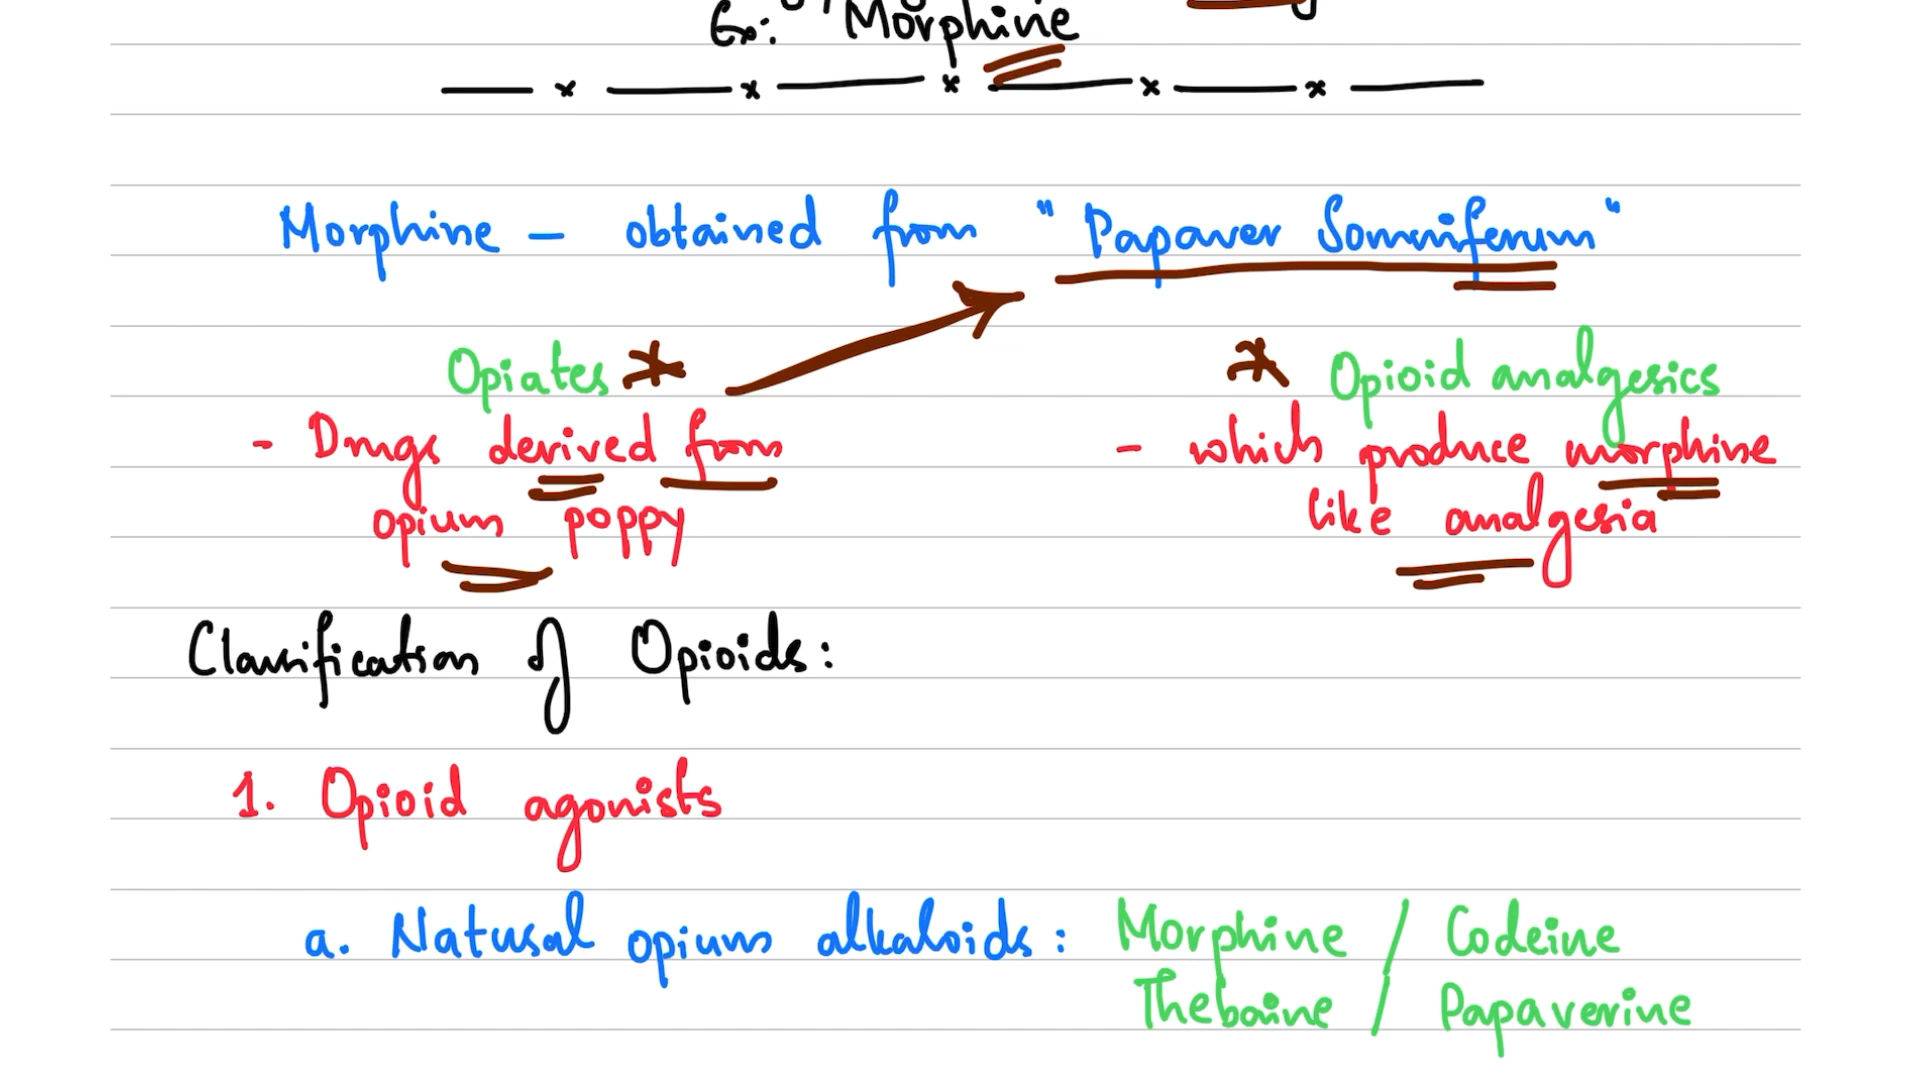 Ex: Morphine
— x — x — x — x — x —
Morphine — obtained from "Papaver Somniferum"
Opiates * * Opioid analgesics
- Drugs derived from - which produce morphine
opium poppy like analgesia
Classification of Opioids:
1. Opioid agonists
a. Natural opium alkaloids: Morphine / Codeine
Thebaine / Papaverine